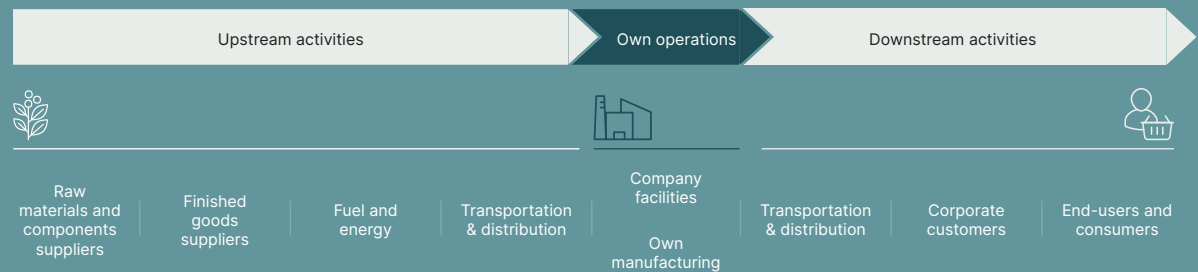 Upstream activities
Own operations
Downstream activities
Raw
materials and
components
suppliers
Finished
goods
suppliers
Fuel and
energy
Transportation
& distribution
Company
facilities
Own
manufacturing
Transportation
& distribution
Corporate
customers
End-users and
consumers